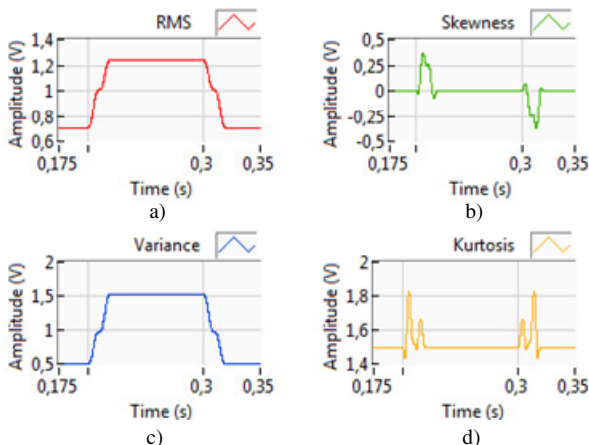 RMS
Amplitude (V)
1,4
1,2
1
0,8
0,6
0,175
0,3
0,35
Time (s)
a)
Skewness
Amplitude (V)
0,5
0,25
0
-0,25
-0,5
0,175
0,3
0,35
Time (s)
b)
Variance
Amplitude (V)
2
1,5
1
0,5
0,175
0,3
0,35
Time (s)
c)
Kurtosis
Amplitude (V)
2
1,8
1,6
1,4
0,175
0,3
0,35
Time (s)
d)